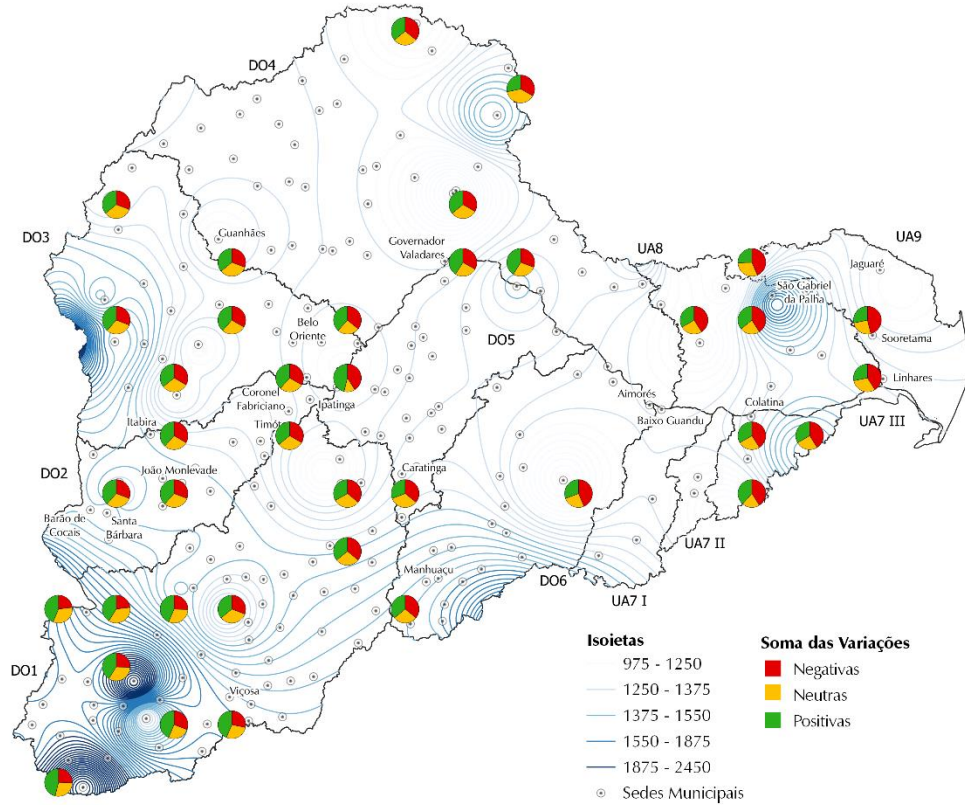 DO4
DO3
Guanhães
Governador
Valadares
UA8
UA9
Jaguaré
São Gabriel
da Palha
Belo
Oriente
DO5
Sooretama
Linhares
Aimorés
Baixo Guandu
Colatina
UA7 III
Coronel
Fabriciano
Ipatinga
Timót
Itabira
DO2
João Monlevade
Caratinga
Barão de
Cocais
Santa
Bárbara
UA7 II
Manhuaçu
DO6
UA7 I
DO1
Viçosa
Isoietas
975 - 1250
1250 - 1375
1375 - 1550
1550 - 1875
1875 - 2450
Sedes Municipais
Soma das Variações
Negativas
Neutras
Positivas